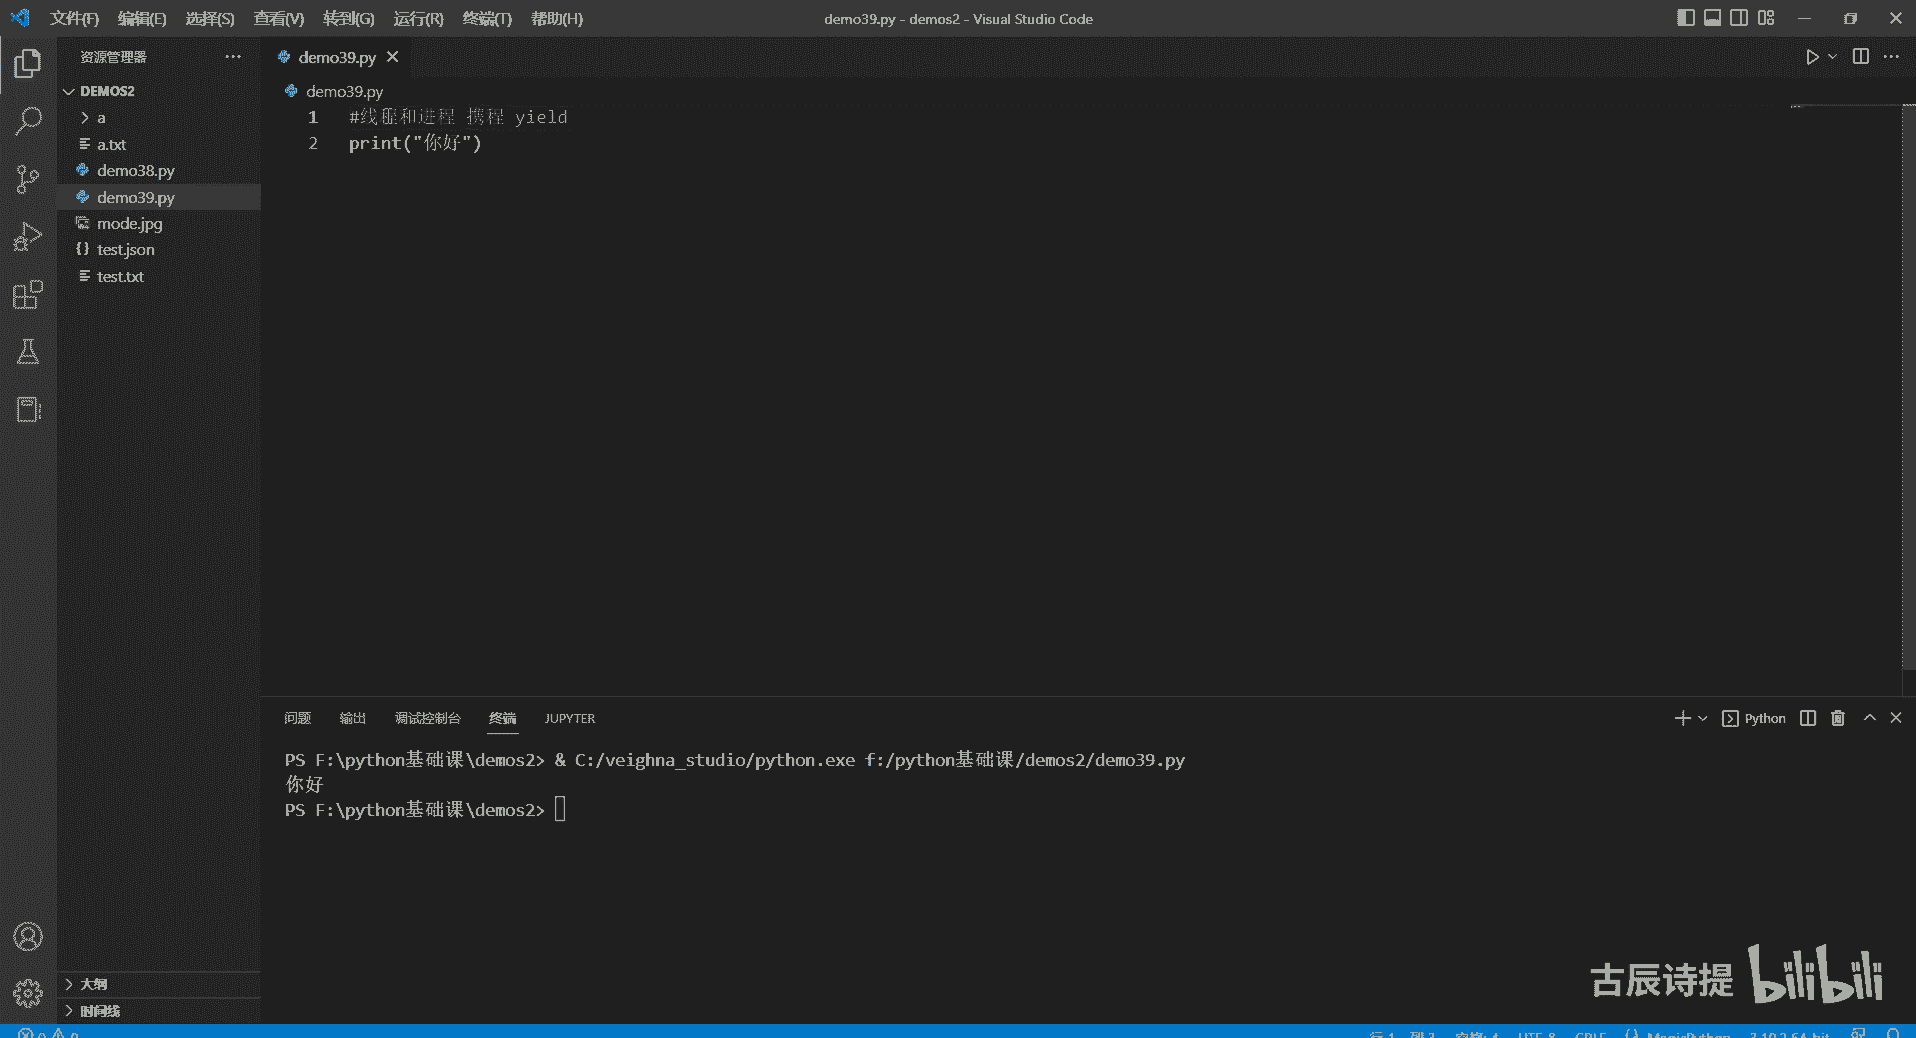 文件(F) 编辑(E) 选择(S) 查看(V) 转到(G) 运行(R) 终端(T) 帮助(H)
demo39.py - demos2 - Visual Studio Code
资源管理器
DEMOS2
a
a.txt
demo38.py
demo39.py
mode.jpg
test.json
test.txt
大纲
时间线
demo39.py
demo39.py
1 #线程和进程 携程 yield
2 print("你好")
问题 输出 调试控制台 终端 JUPYTER
Python
PS F:\python基础课\demos2> & C:/veighna_studio/python.exe f:/python基础课/demos2/demo39.py
你好
PS F:\python基础课\demos2>
古辰诗提 bilibili